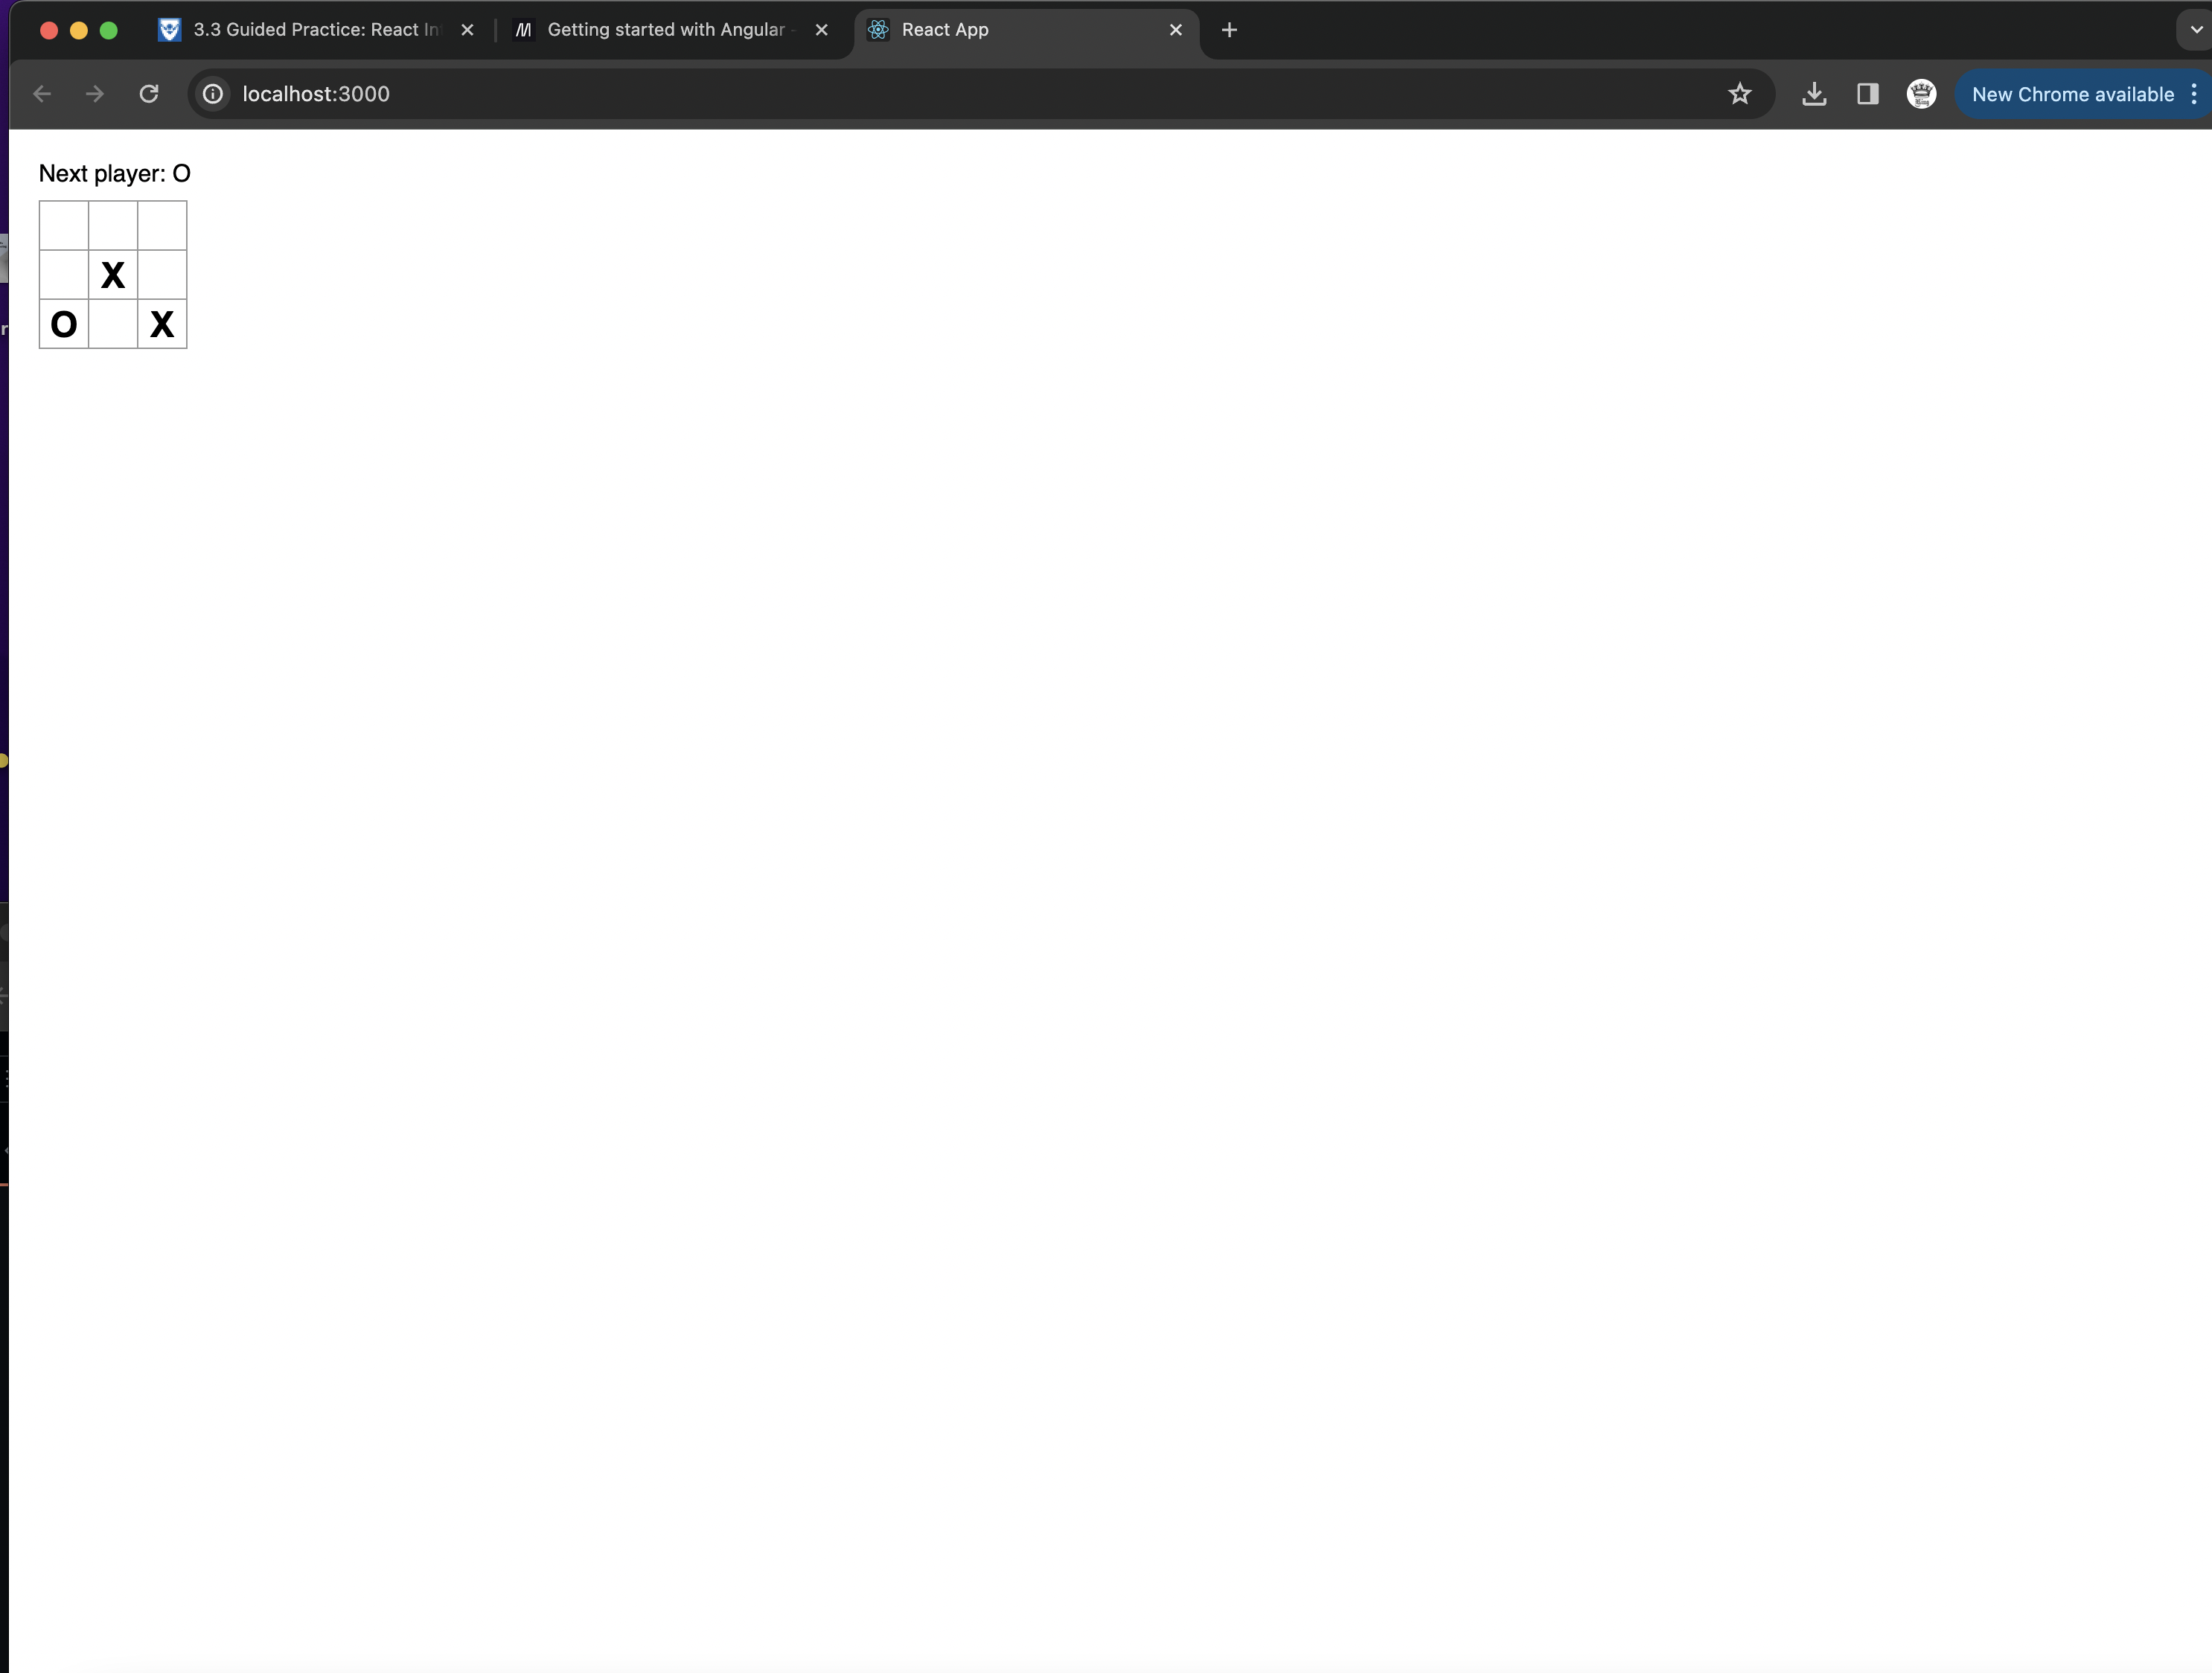 3.3 Guided Practice: React In
Getting started with Angular -
React App
localhost:3000
New Chrome available
Next player: O
X
O X